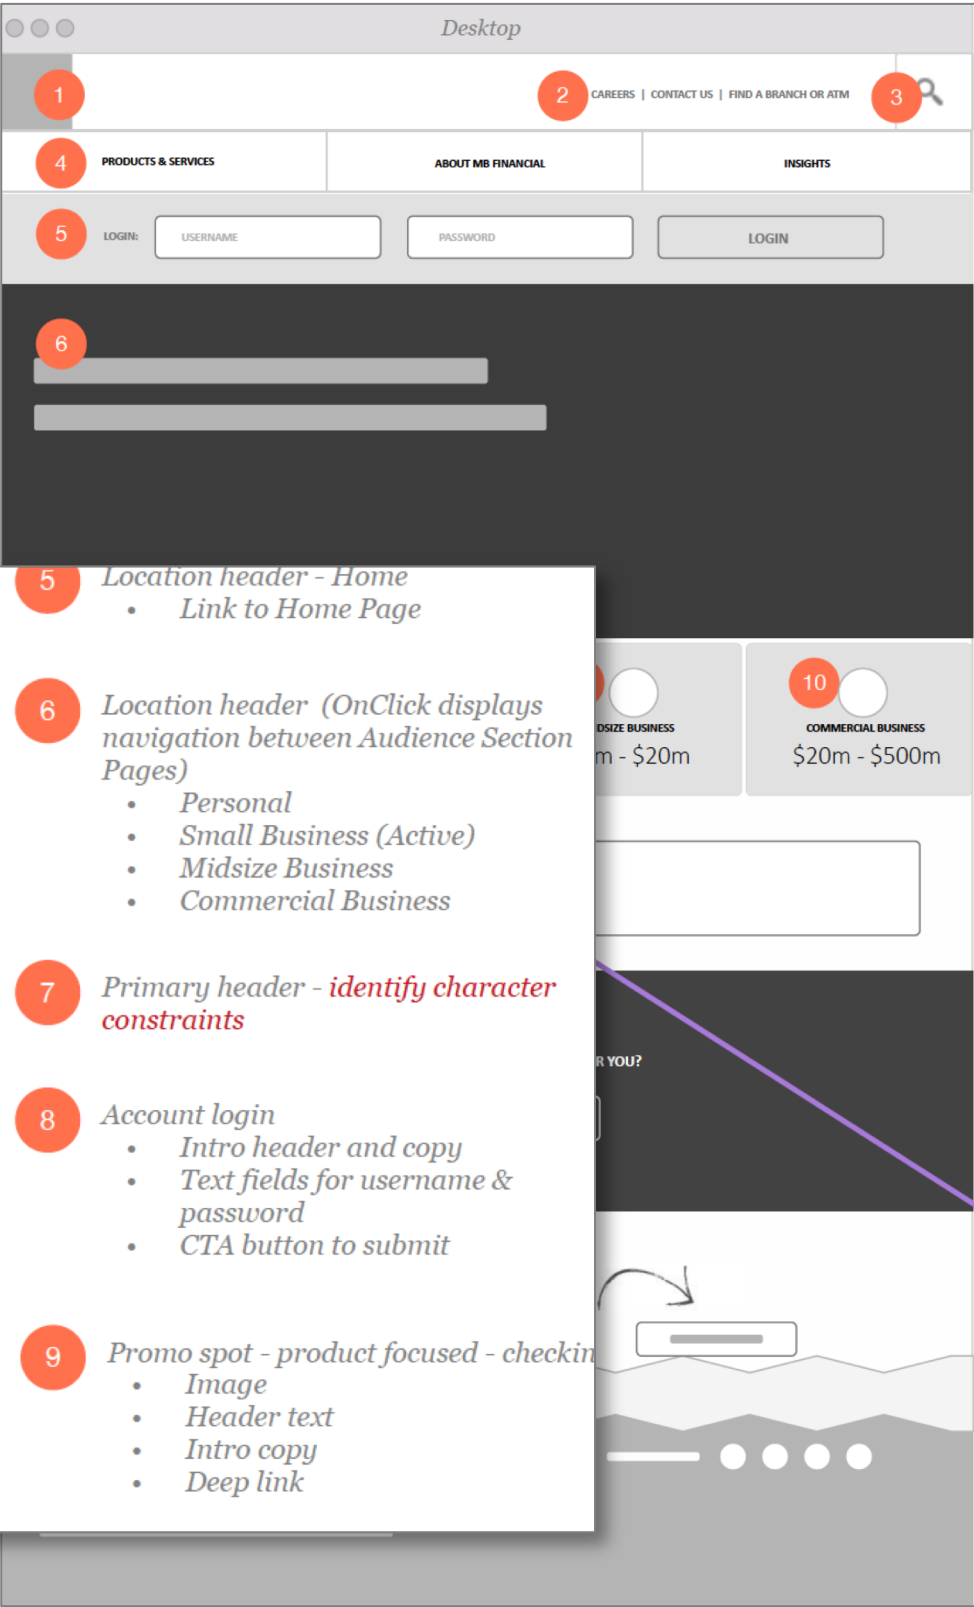 Desktop
1
2 CAREERS | CONTACT US | FIND A BRANCH OR ATM 3
4 PRODUCTS & SERVICES ABOUT MB FINANCIAL INSIGHTS
5 LOGIN: USERNAME PASSWORD LOGIN
6
5 Location header - Home
• Link to Home Page
6 Location header (OnClick displays
navigation between Audience Section
Pages)
• Personal
• Small Business (Active)
• Midsize Business
• Commercial Business
7 Primary header - identify character
constraints
8 Account login
• Intro header and copy
• Text fields for username &
password
• CTA button to submit
9 Promo spot - product focused - checkin
• Image
• Header text
• Intro copy
• Deep link
DSIZE BUSINESS
m - $20m
10
COMMERCIAL BUSINESS
$20m - $500m
R YOU?